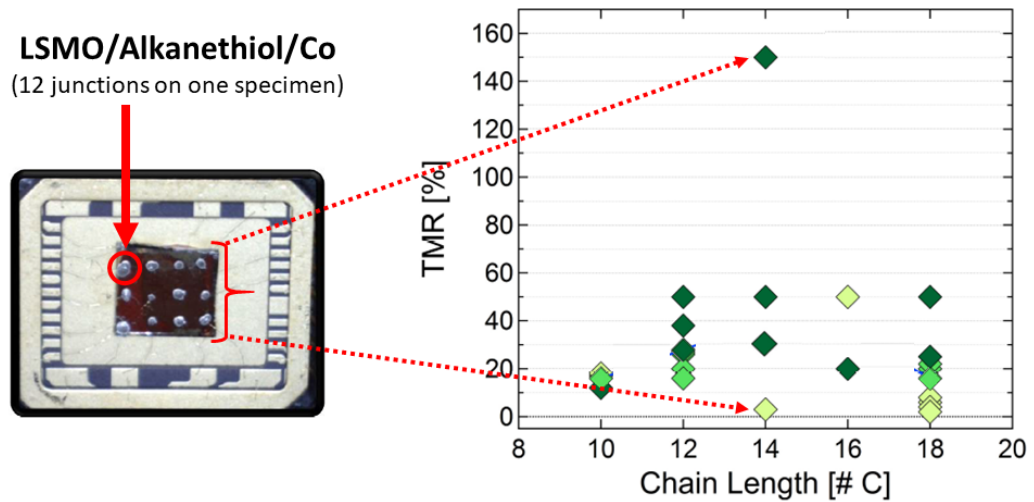 LSMO/Alkanethiol/Co
(12 junctions on one specimen)
160
140
120
100
80
60
40
20
0
TMR [%]
8 10 12 14 16 18 20
Chain Length [# C]